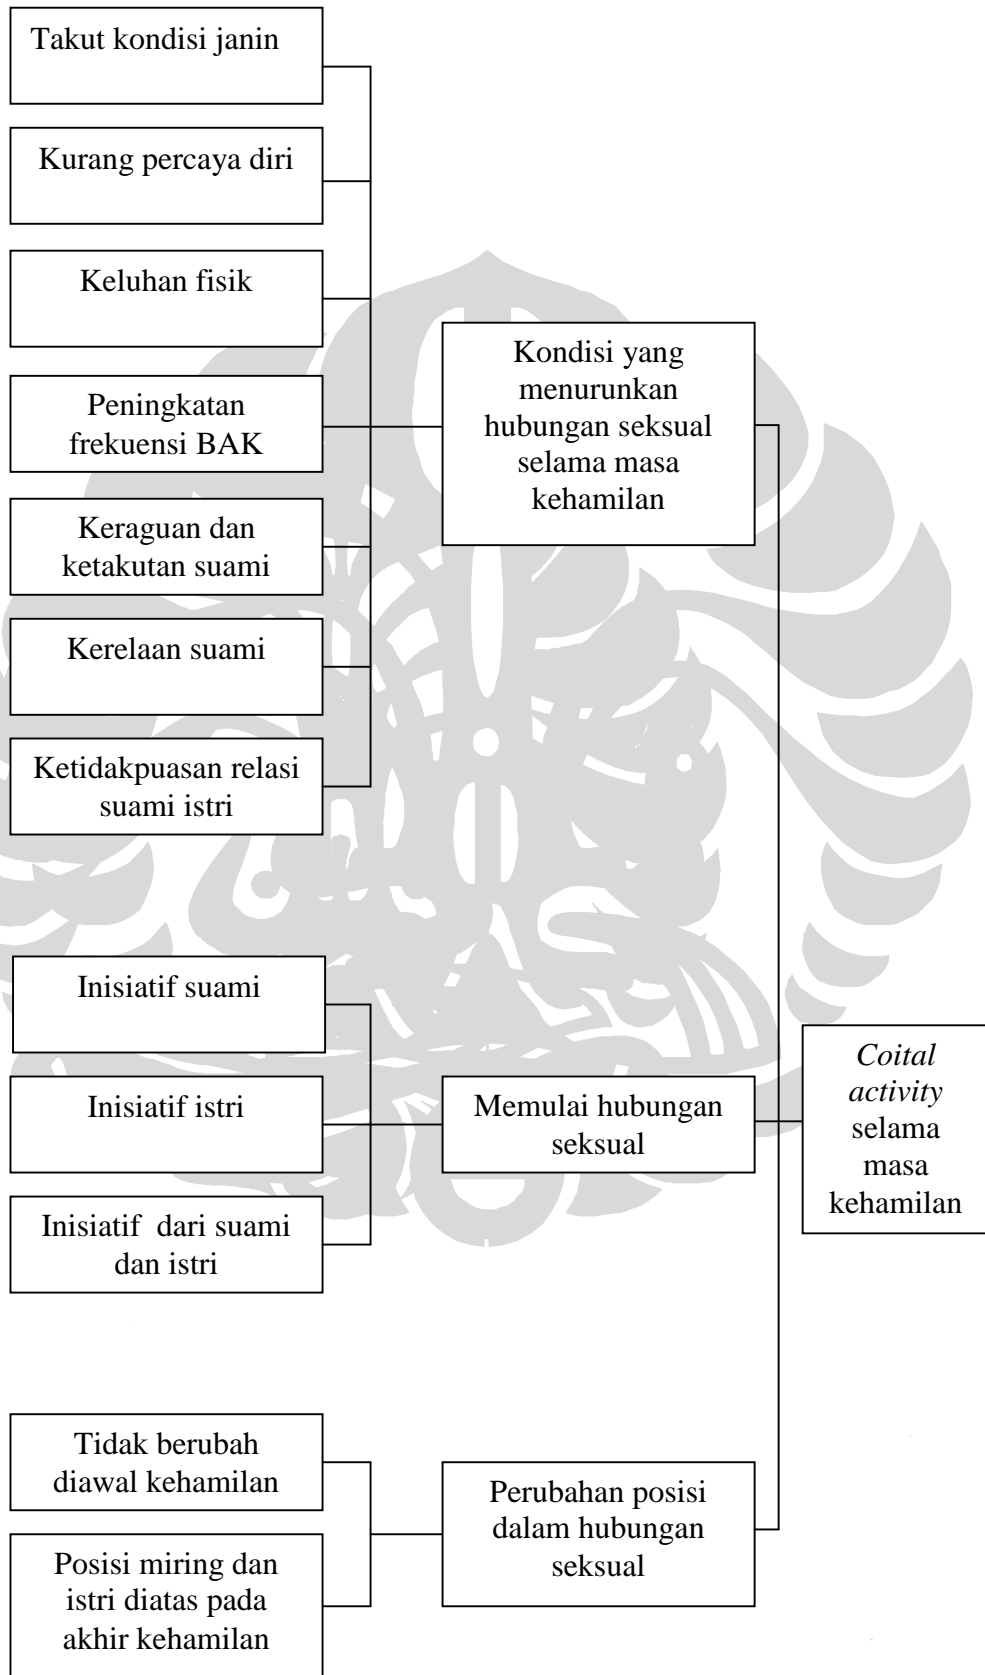 Takut kondisi janin
Kurang percaya diri
Keluhan fisik
Peningkatan
frekuensi BAK
Keraguan dan
ketakutan suami
Kerelaan suami
Ketidakpuasan relasi
suami istri
Kondisi yang
menurunkan
hubungan seksual
selama masa
kehamilan
Inisiatif suami
Inisiatif istri
Inisiatif dari suami
dan istri
Memulai hubungan
seksual
Tidak berubah
diawal kehamilan
Posisi miring dan
istri diatas pada
akhir kehamilan
Perubahan posisi
dalam hubungan
seksual
Coital
activity
selama
masa
kehamilan